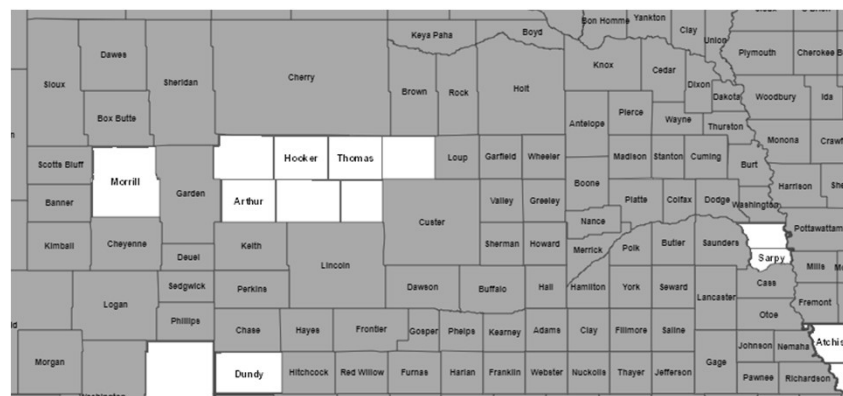 Bon Homme Yankton
Keya Paha Boyd Clay
Union
Dawes Knox Cedar Plymouth Cherokee
Sioux Sheridan Cherry Brown Rock Holt Dixon
Box Butte Dakota Woodbury Ida
Antelope Pierce Wayne
Thurston
Scotts Bluff Hooker Thomas Loup Garfield Wheeler Madison Stanton Cuming Burt Monona
Morrill Garden Boone Harrison
Banner Arthur Custer Valley Greeley Platte Colfax Dodge Washington
Nance
Kimball Cheyenne Keith Sherman Howard Merrick Polk Butler Saunders
Deuel Lincoln Sarpy Mills
Sedgwick Perkins Dawson Buffalo Hall Hamilton York Seward Cass
Logan Lancaster Fremont
Phillips Otoe
Chase Hayes Frontier Gosper Phelps Kearney Adams Clay Fillmore Saline Atchis
Morgan Gage Johnson Nemaha
Dundy Hitchcock Red Willow Furnas Harlan Franklin Webster Nuckolls Thayer Jefferson Pawnee Richardson